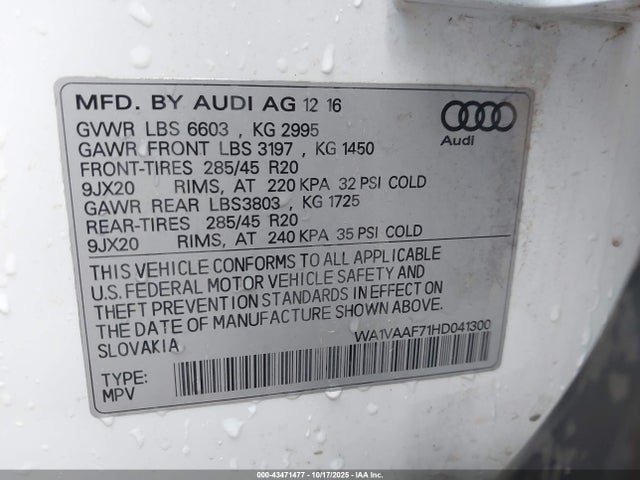 MFD. BY AUDI AG 12 16
GVWR LBS 6603 , KG 2995
GAWR FRONT LBS 3197 , KG 1450
FRONT-TIRES 285/45 R20
9JX20 RIMS, AT 220 KPA 32 PSI COLD
GAWR REAR LBS3803 , KG 1725
REAR-TIRES 285/45 R20
9JX20 RIMS, AT 240 KPA 35 PSI COLD
Audi
THIS VEHICLE CONFORMS TO ALL APPLICABLE
U.S. FEDERAL MOTOR VEHICLE SAFETY AND
THEFT PREVENTION STANDARDS IN EFFECT ON
THE DATE OF MANUFACTURE SHOWN ABOVE.
SLOVAKIA
WA1VAAF71HD041300
TYPE:
MPV
000-43471477 - 10/17/2025 - IAAI.com